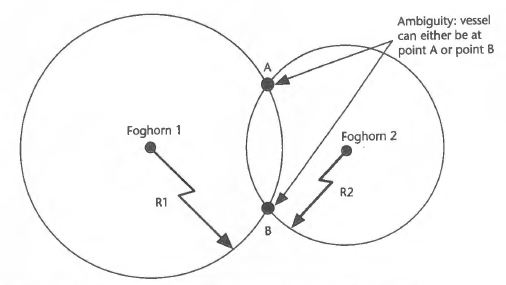 Ambiguity: vessel
can either be at
point A or point B
A
Foghorn 1
Foghorn 2
R1
R2
B